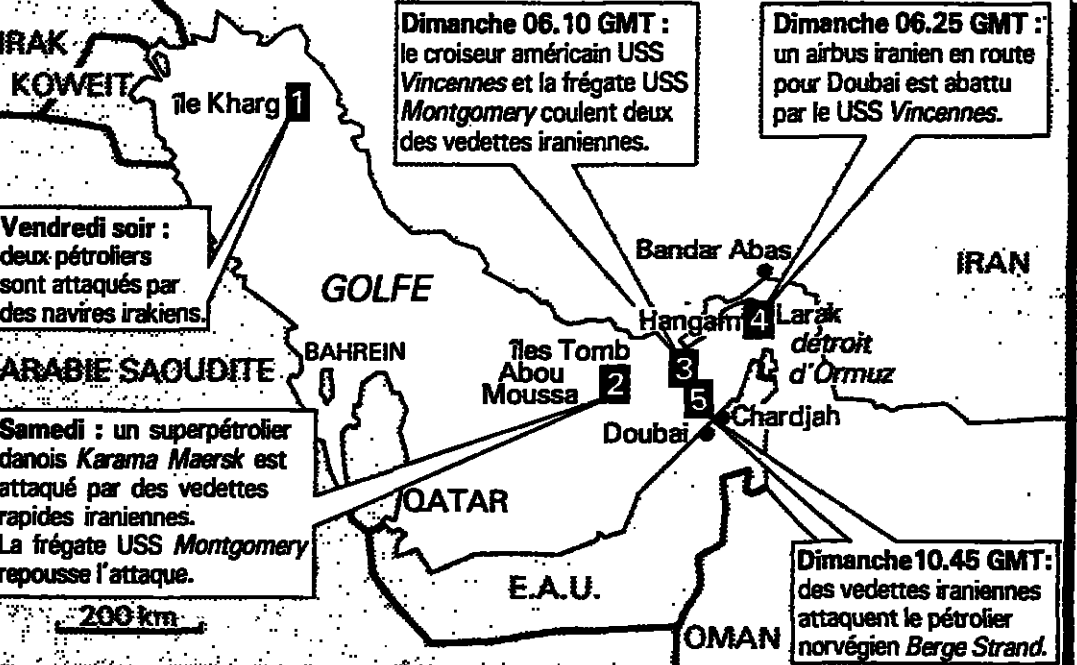 IRAK
KOWEIT
île Kharg 1
Dimanche 06.10 GMT :
le croiseur américain USS
Vincennes et la frégate USS
Montgomery coulent deux
des vedettes iraniennes.
Dimanche 06.25 GMT :
un airbus iranien en route
pour Doubai est abattu
par le USS Vincennes.
Vendredi soir :
deux pétroliers
sont attaqués par
des navires irakiens.
GOLFE
Bandar Abas
IRAN
Hangam 4 Larak
détroit
d'Ormuz
ARABIE SAOUDITE
BAHREIN
îles Tomb
Abou
Moussa 2
3
5
Chardjah
Doubai
Samedi : un superpétrolier
danois Karama Maersk est
attaqué par des vedettes
rapides iraniennes.
La frégate USS Montgomery
repousse l'attaque.
QATAR
E.A.U.
OMAN
Dimanche 10.45 GMT:
des vedettes iraniennes
attaquent le pétrolier
norvégien Berge Strand.
200 km